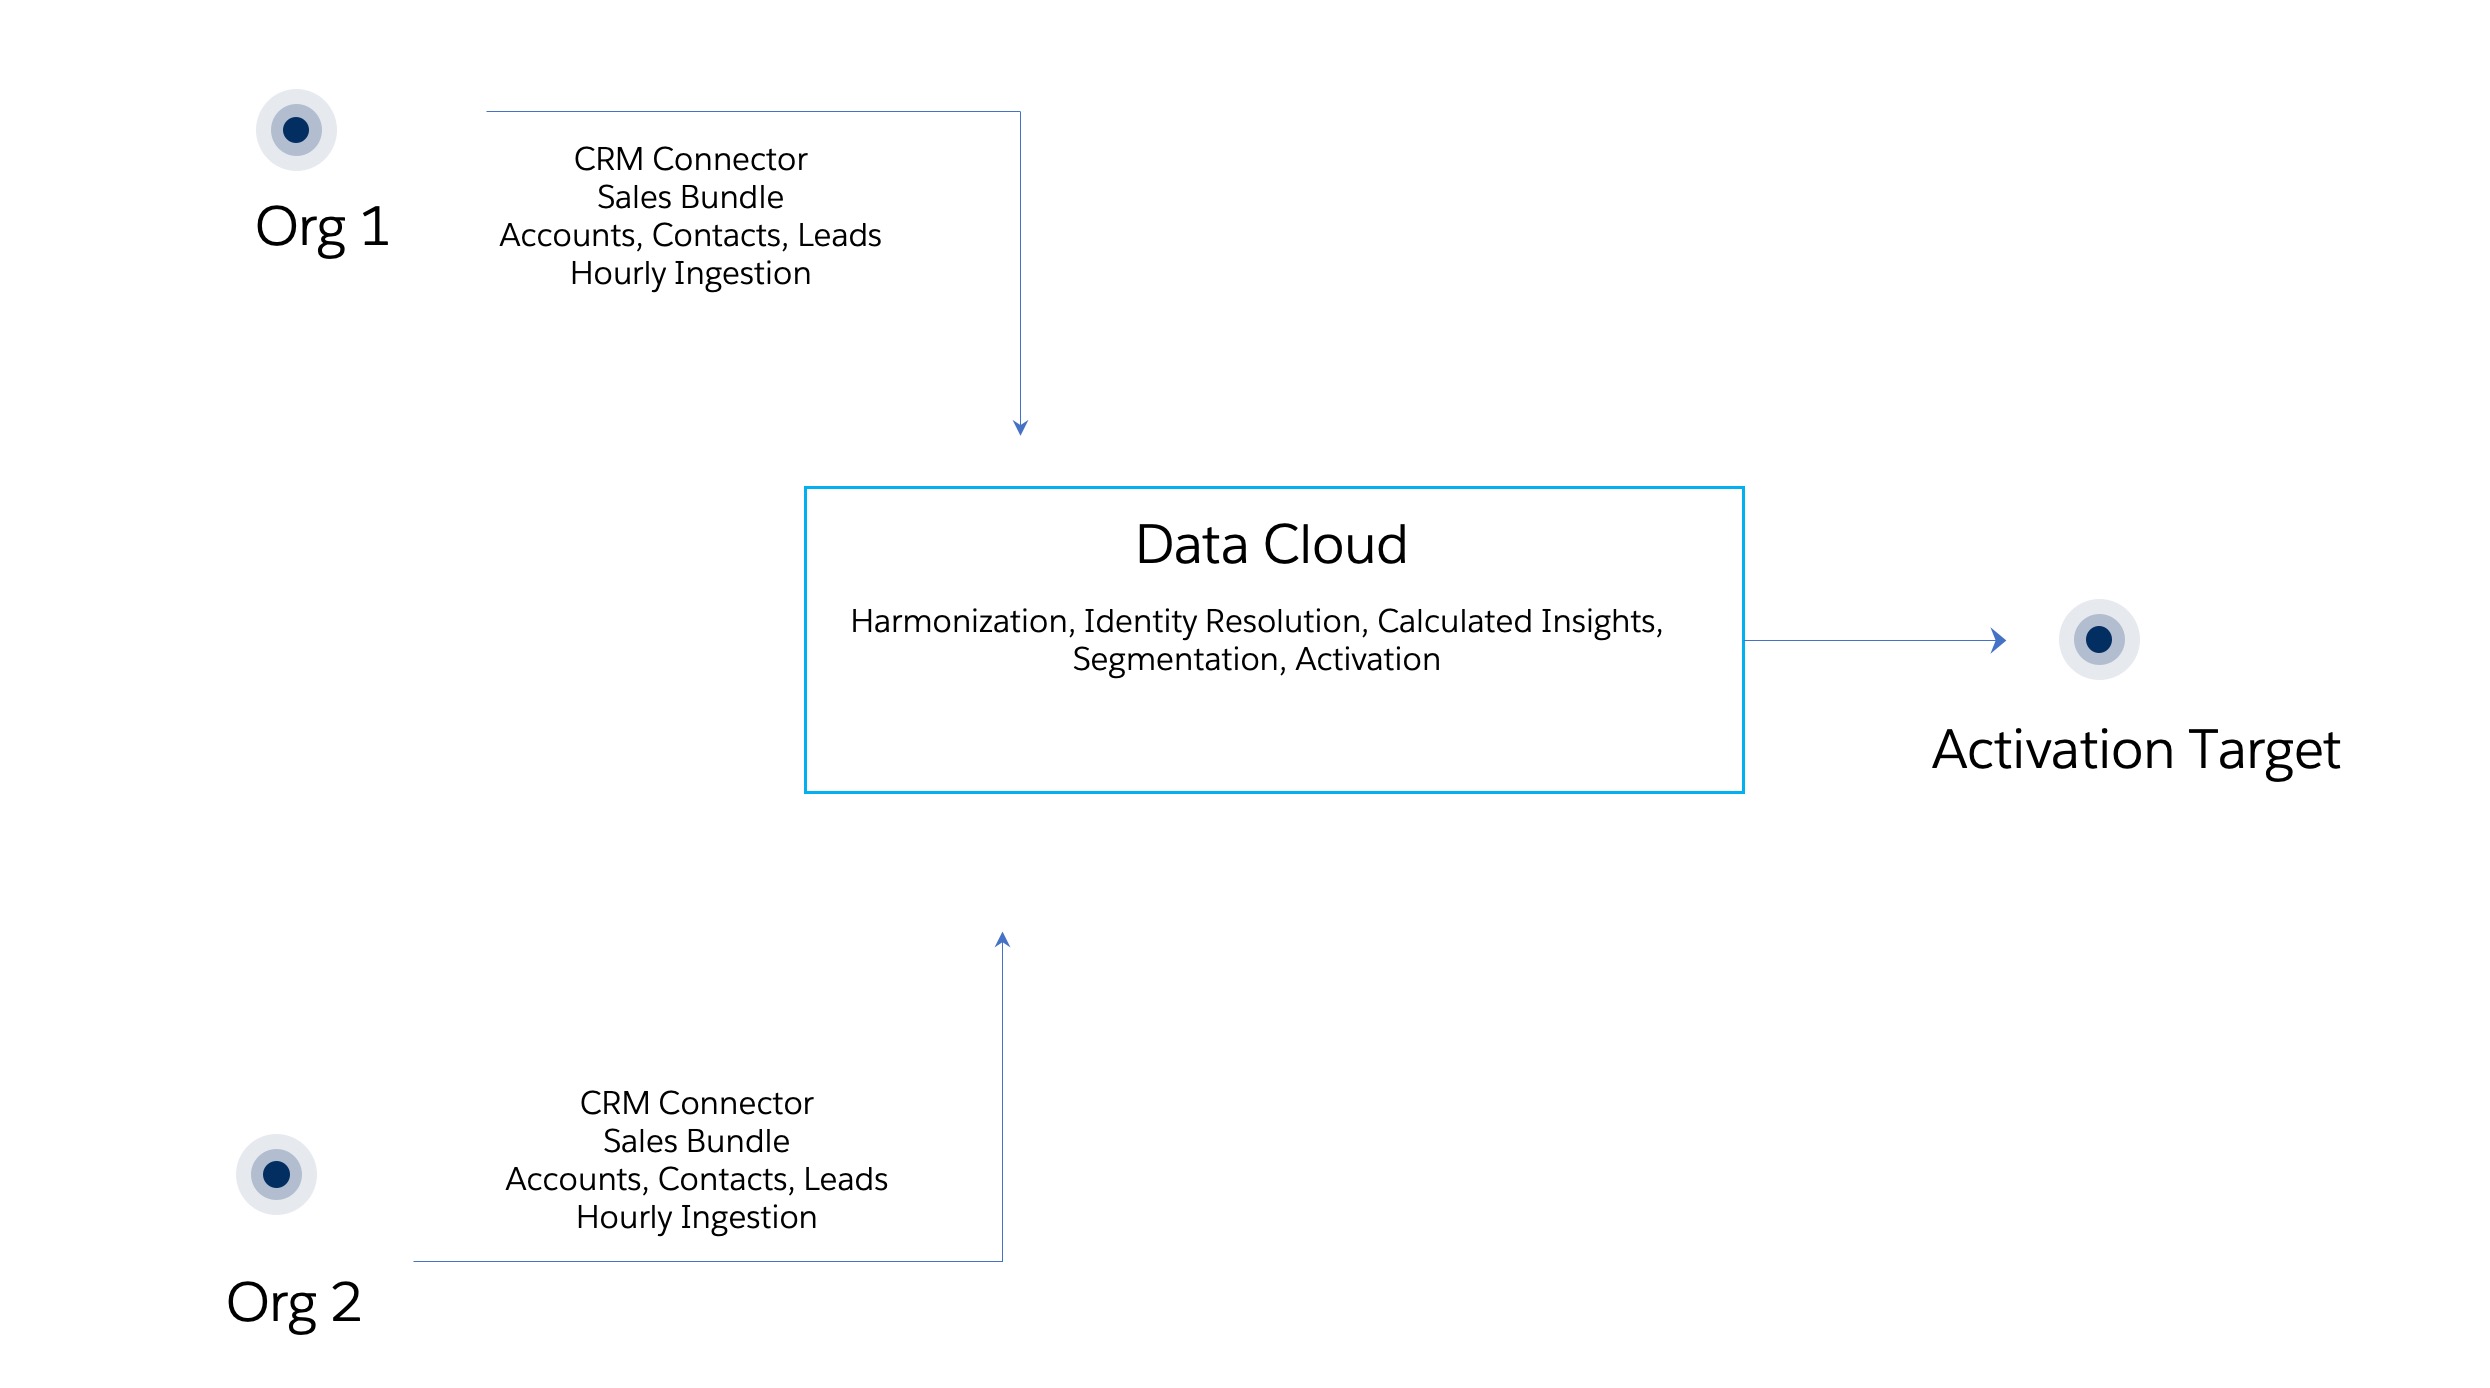 Org 1
CRM Connector
Sales Bundle
Accounts, Contacts, Leads
Hourly Ingestion
Data Cloud
Harmonization, Identity Resolution, Calculated Insights,
Segmentation, Activation
Activation Target
CRM Connector
Sales Bundle
Accounts, Contacts, Leads
Hourly Ingestion
Org 2